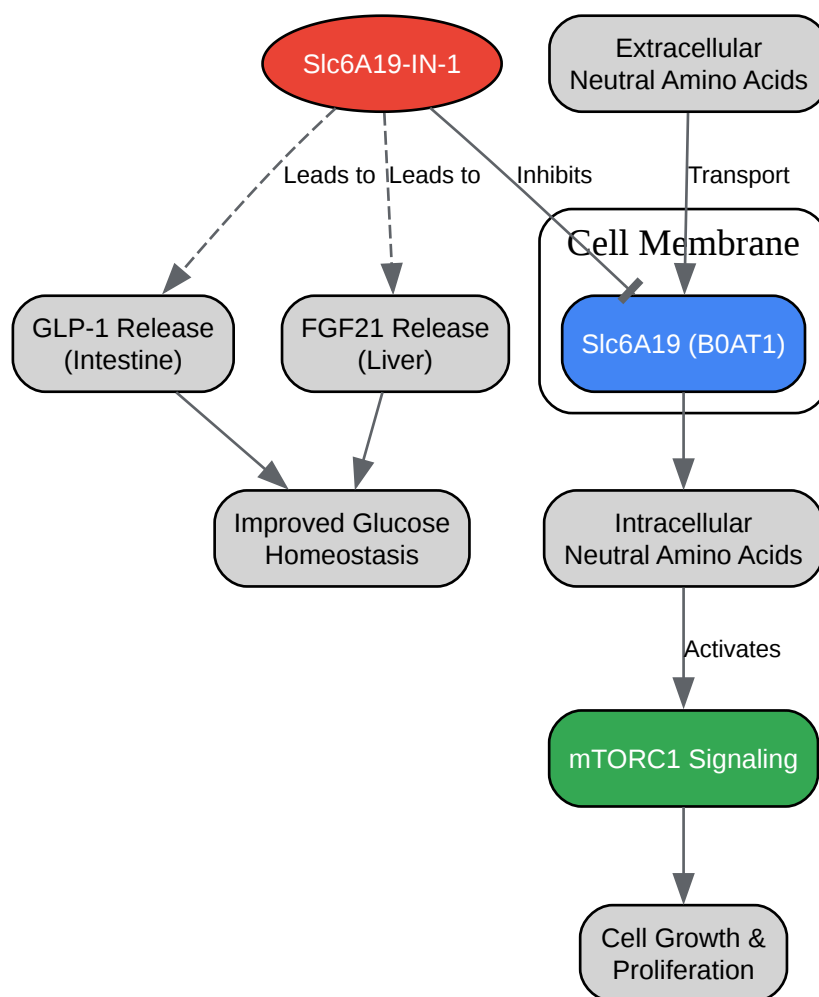 Slc6A19-IN-1
Extracellular
Neutral Amino Acids
Leads to
Leads to
Inhibits
Transport
Cell Membrane
GLP-1 Release
(Intestine)
FGF21 Release
(Liver)
Slc6A19 (B0AT1)
Improved Glucose
Homeostasis
Intracellular
Neutral Amino Acids
Activates
mTORC1 Signaling
Cell Growth &
Proliferation